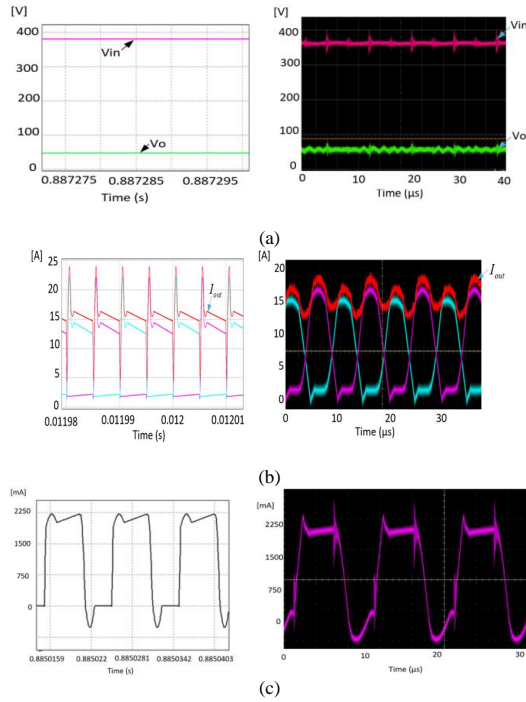 [V]
400
Vin
300
200
100
Vo
0
0.887275 0.887285 0.887295
Time (s)
Vin
400
300
200
100
Vo
0
0 10 20 30 40
Time (µs)
(a)
[A]
25
20
I_out
15
10
5
0
0.01198 0.01199 0.012 0.01201
Time (s)
[A]
20
I_out
15
10
5
0
0 10 20 30
Time (µs)
(b)
[mA]
2250
1500
750
0
0.8850159 0.885022 0.8850281 0.8850342 0.8850403
Time (s)
[mA]
2250
1500
750
0
0 10 20 30
Time (µs)
(c)